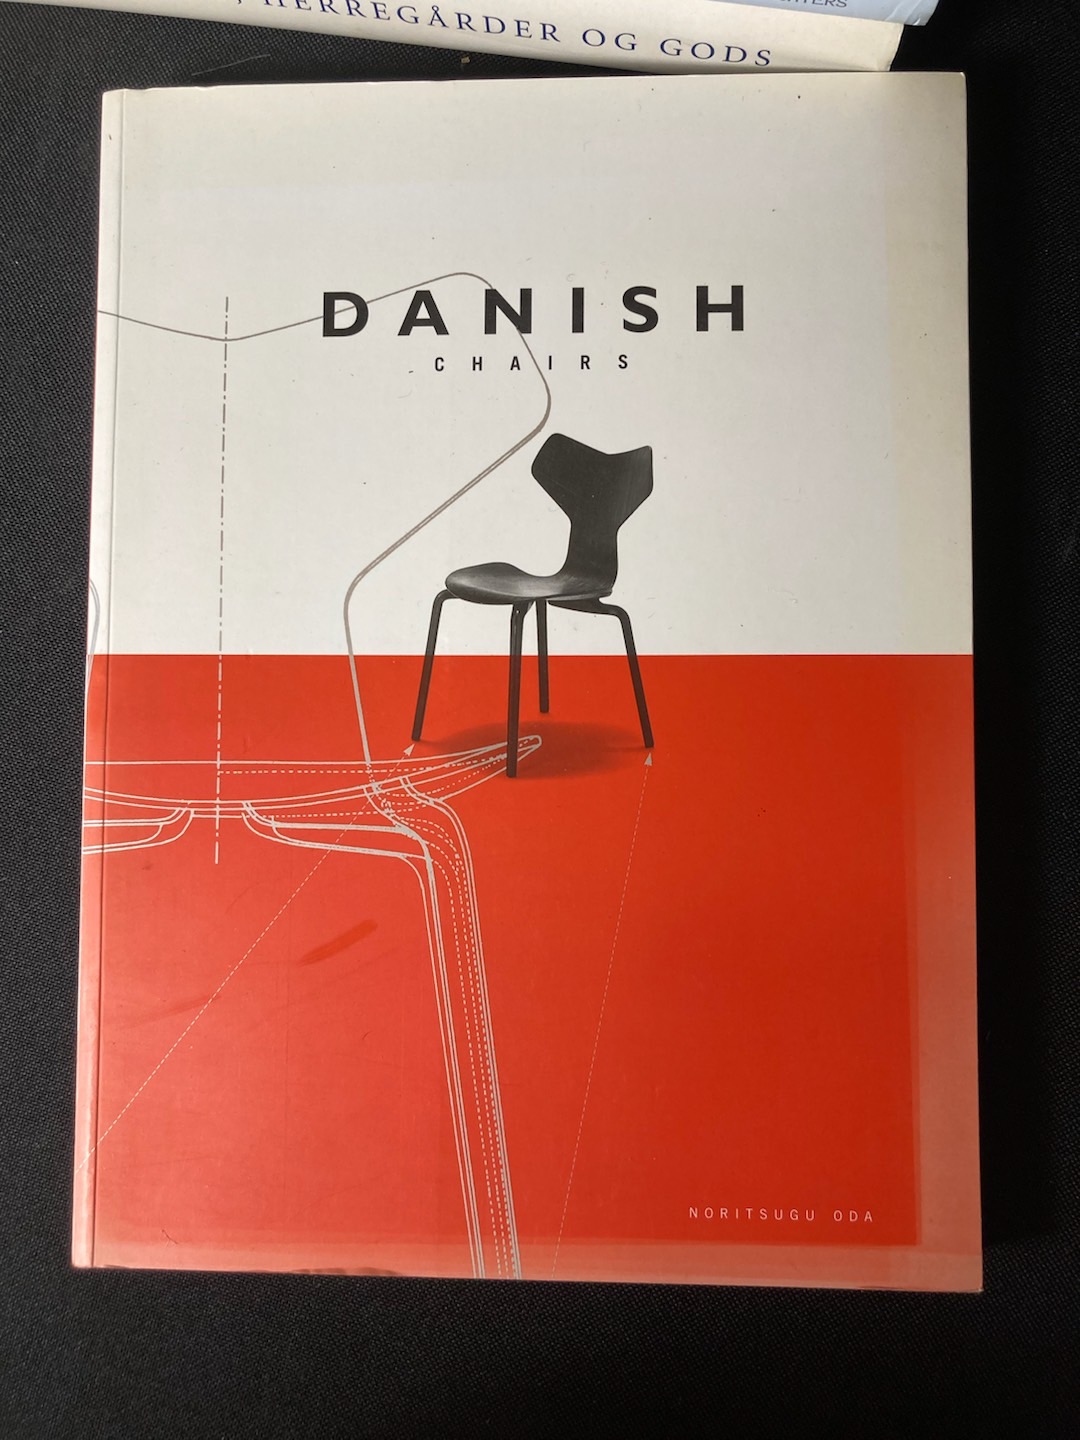 HERREGÅRDER OG GODS
DANISH
CHAIRS
NORITSUGU ODA